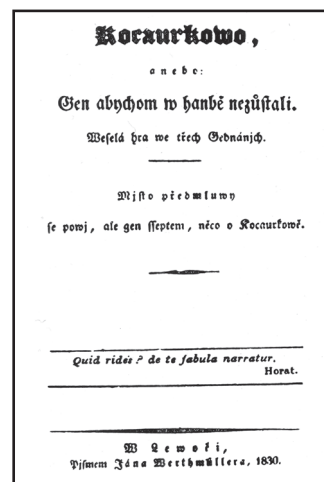 Kocaurkowo,
anebo:
Gen abychom w hanbě nezůstali.
Weselá hra we třech Gednánjch.
Mjsto předmluwy
se powj, ale gen sseptem, něco o Kocaurkowě.
Quid rides? de te fabula narratur.
Horat.
W Lewoči,
Pjsmem Jána Werthmüllera, 1830.